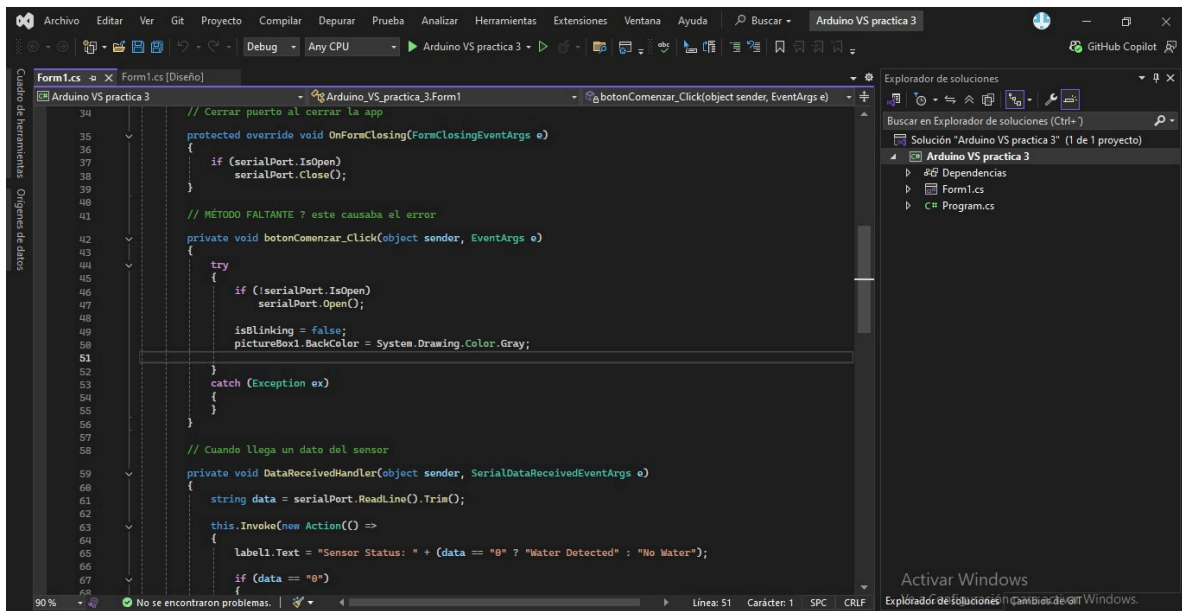 Archivo Editar Ver Git Proyecto Compilar Depurar Prueba Analizar Herramientas Extensiones Ventana Ayuda Buscar Arduino VS practica 3
Debug Any CPU Arduino VS practica 3 GitHub Copilot
Form1.cs Form1.cs [Diseño]
Arduino VS practica 3 Arduino_VS_practica_3.Form1 botonComenzar_Click(object sender, EventArgs e)
Cuadro de herramientas
Orígenes de datos
34 // Cerrar puerto al cerrar la app
35 protected override void OnFormClosing(FormClosingEventArgs e)
36 {
37 if (serialPort.IsOpen)
38 serialPort.Close();
39 }
40
41 // MÉTODO FALTANTE ? este causaba el error
42 private void botonComenzar_Click(object sender, EventArgs e)
43 {
44 try
45 {
46 if (!serialPort.IsOpen)
47 serialPort.Open();
48
49 isBlinking = false;
50 pictureBox1.BackColor = System.Drawing.Color.Gray;
51
52 }
53 catch (Exception ex)
54 {
55 }
56 }
57
58 // Cuando llega un dato del sensor
59 private void DataReceivedHandler(object sender, SerialDataReceivedEventArgs e)
60 {
61 string data = serialPort.ReadLine().Trim();
62
63 this.Invoke(new Action(() =>
64 {
65 label1.Text = "Sensor Status: " + (data == "0" ? "Water Detected" : "No Water");
66
67 if (data == "0")
68 {
90 % No se encontraron problemas. Línea: 51 Carácter: 1 SPC CRLF
Explorador de soluciones
Buscar en Explorador de soluciones (Ctrl+´)
Solución "Arduino VS practica 3" (1 de 1 proyecto)
Arduino VS practica 3
Dependencias
Form1.cs
C# Program.cs
Activar Windows
Explorador de soluciones Cambios de GIT Windows.